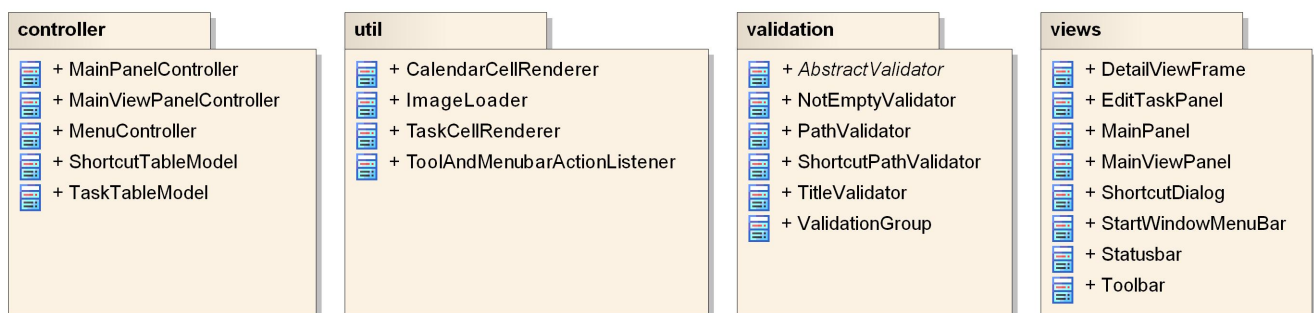 controller
+ MainPanelController
+ MainViewPanelController
+ MenuController
+ ShortcutTableModel
+ TaskTableModel
util
+ CalendarCellRenderer
+ ImageLoader
+ TaskCellRenderer
+ ToolAndMenubarActionListener
validation
+ AbstractValidator
+ NotEmptyValidator
+ PathValidator
+ ShortcutPathValidator
+ TitleValidator
+ ValidationGroup
views
+ DetailViewFrame
+ EditTaskPanel
+ MainPanel
+ MainViewPanel
+ ShortcutDialog
+ StartWindowMenuBar
+ Statusbar
+ Toolbar